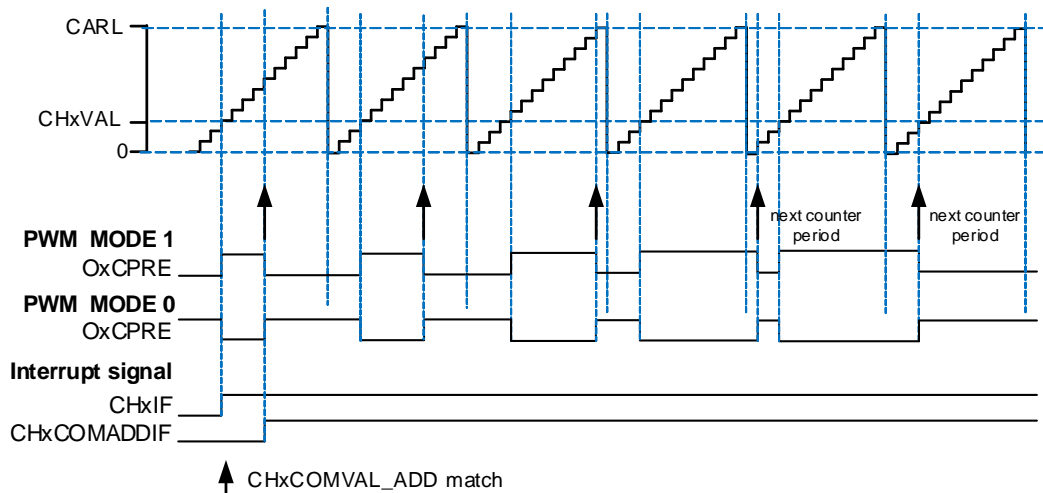 CARL
CHxVAL
0
next counter
period
next counter
period
PWM MODE 1
OxCPRE
PWM MODE 0
OxCPRE
Interrupt signal
CHxIF
CHxCOMADDIF
CHxCOMVAL_ADD match